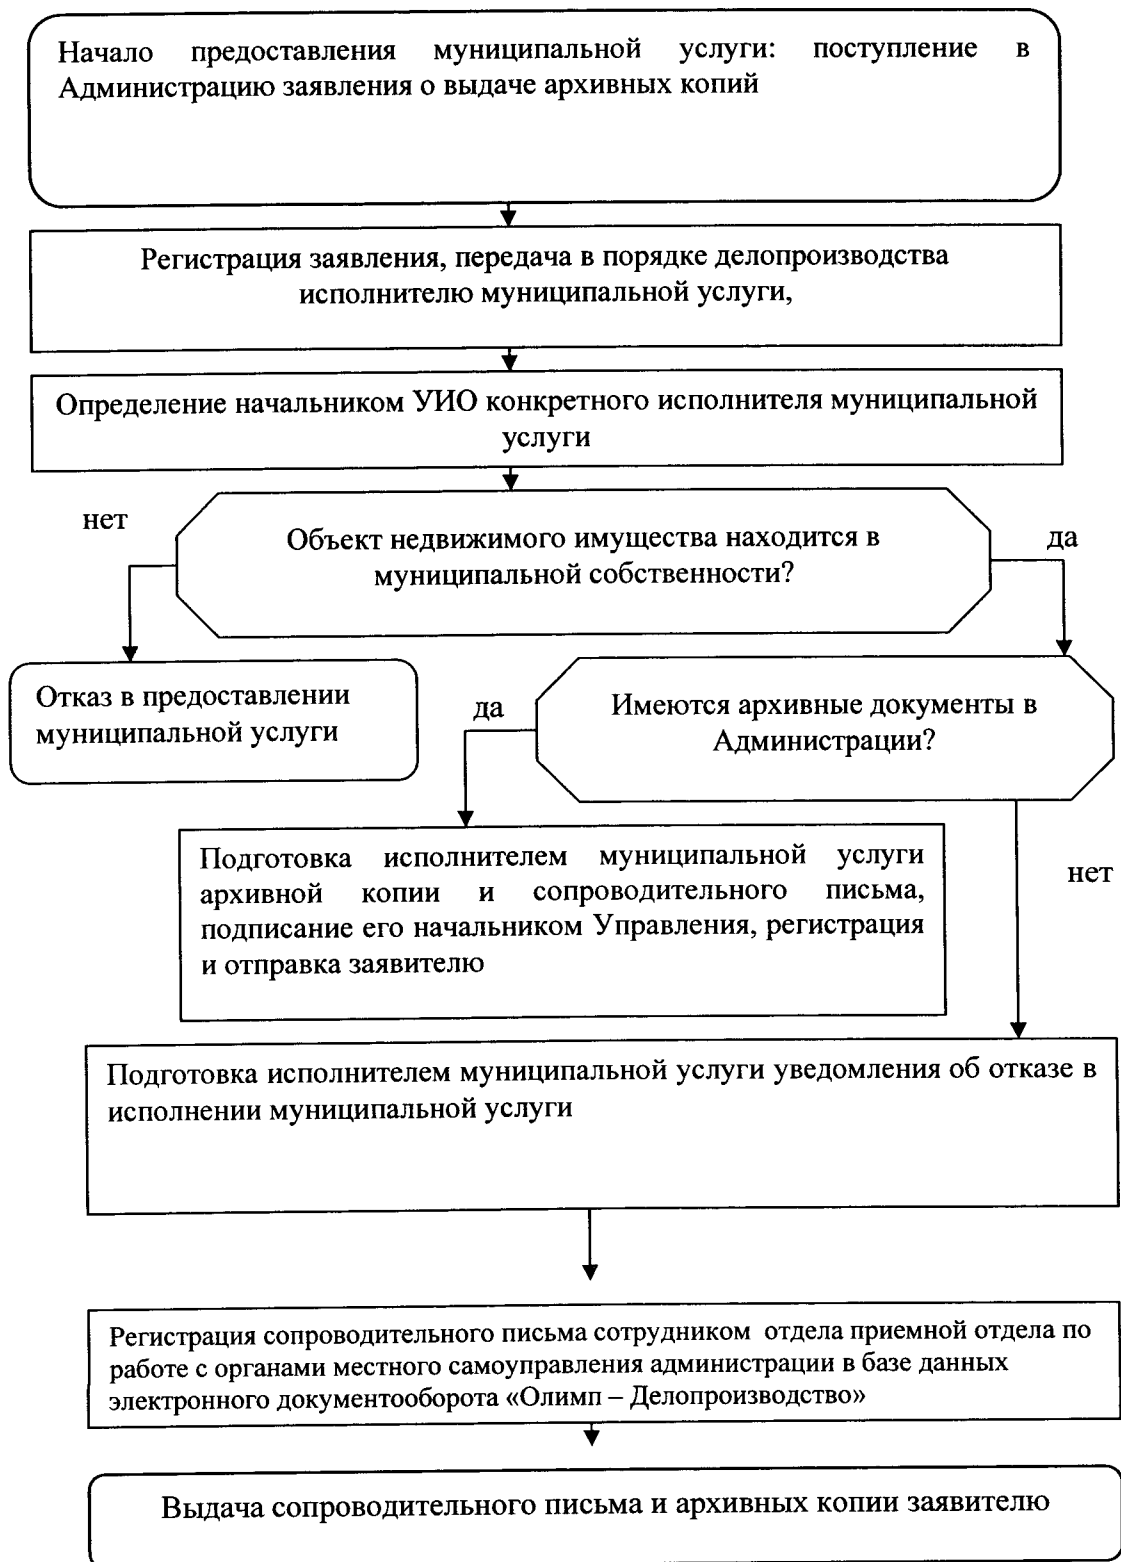 Начало предоставления муниципальной услуги: поступление в
Администрацию заявления о выдаче архивных копий
Регистрация заявления, передача в порядке делопроизводства
исполнителю муниципальной услуги,
Определение начальником УИО конкретного исполнителя муниципальной
услуги
нет
Объект недвижимого имущества находится в
муниципальной собственности?
да
Отказ в предоставлении
муниципальной услуги
да
Имеются архивные документы в
Администрации?
Подготовка исполнителем муниципальной услуги
архивной копии и сопроводительного письма,
подписание его начальником Управления, регистрация
и отправка заявителю
нет
Подготовка исполнителем муниципальной услуги уведомления об отказе в
исполнении муниципальной услуги
Регистрация сопроводительного письма сотрудником отдела приемной отдела по
работе с органами местного самоуправления администрации в базе данных
электронного документооборота «Олимп – Делопроизводство»
Выдача сопроводительного письма и архивных копии заявителю